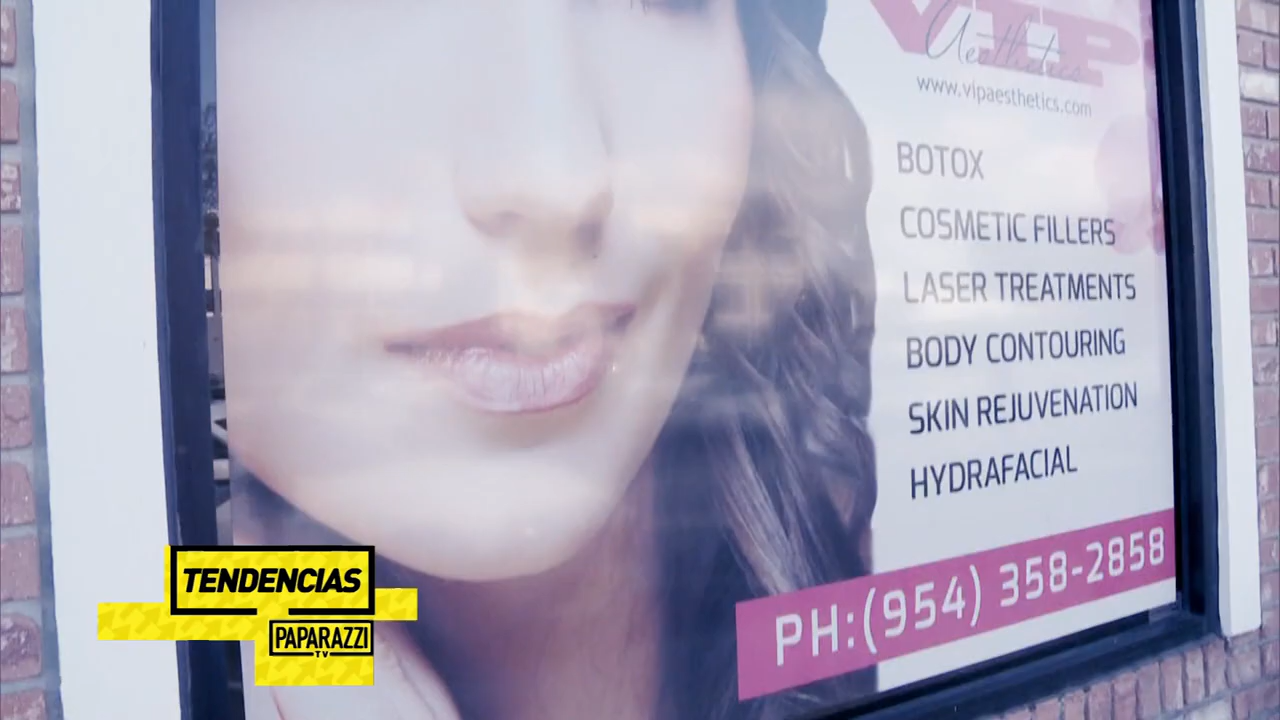 VIP
Aesthetics
www.vipaesthetics.com
BOTOX
COSMETIC FILLERS
LASER TREATMENTS
BODY CONTOURING
SKIN REJUVENATION
HYDRAFACIAL
PH:(954) 358-2858
TENDENCIAS
PAPARAZZI
TV